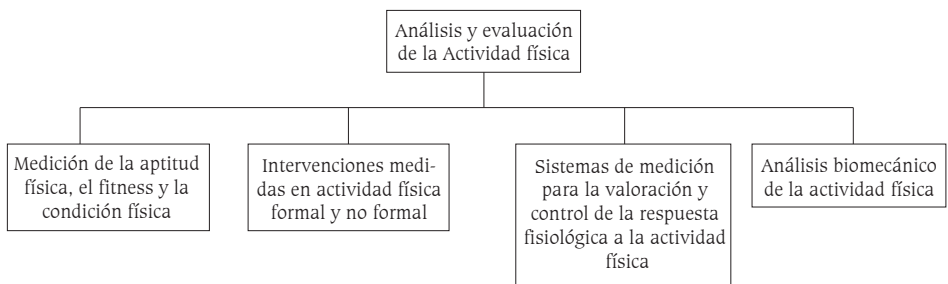 Análisis y evaluación
de la Actividad física
Medición de la aptitud
física, el fitness y la
condición física
Intervenciones medi-
das en actividad física
formal y no formal
Sistemas de medición
para la valoración y
control de la respuesta
fisiológica a la actividad
física
Análisis biomecánico
de la actividad física